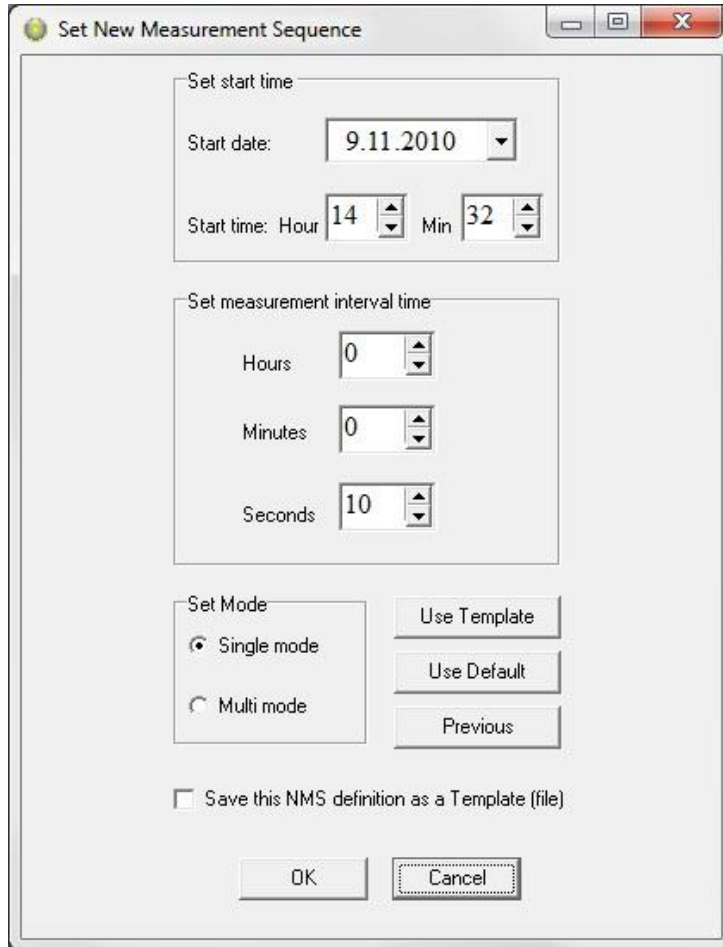 Set New Measurement Sequence
Set start time
Start date: 9.11.2010
Start time: Hour 14 Min 32
Set measurement interval time
Hours 0
Minutes 0
Seconds 10
Set Mode
Single mode
Multi mode
Use Template
Use Default
Previous
Save this NMS definition as a Template (file)
OK Cancel